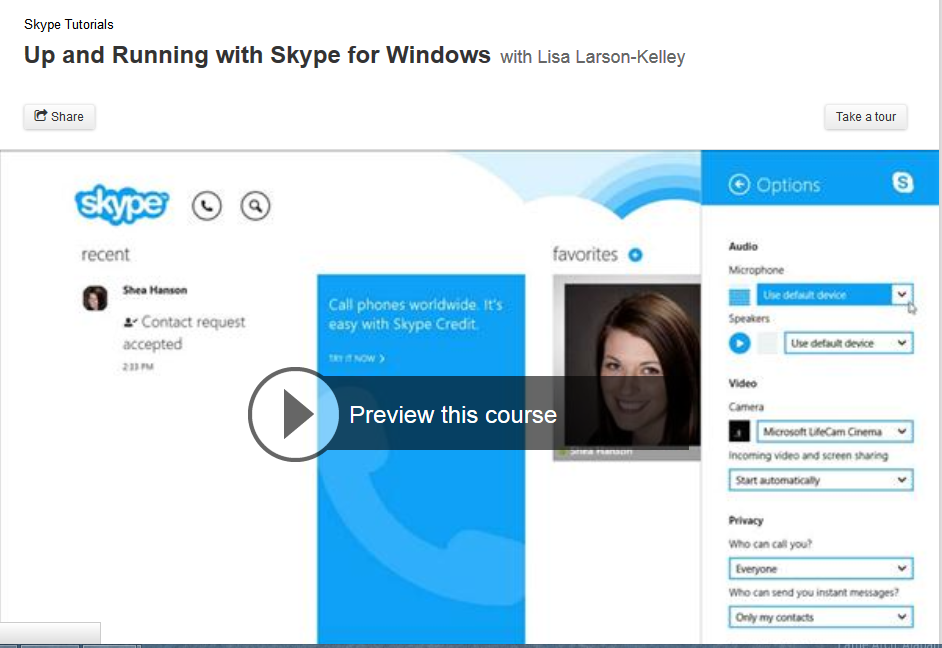 Skype Tutorials
Up and Running with Skype for Windows with Lisa Larson-Kelley
Share
Take a tour
skype
recent
Shea Hanson
Contact request
accepted
2:33 PM
Call phones worldwide. It's
easy with Skype Credit.
TRY IT NOW
favorites
Shea Hanson
Preview this course
Options
Audio
Microphone
Use default device
Speakers
Use default device
Video
Camera
Microsoft LifeCam Cinema
Incoming video and screen sharing
Start automatically
Privacy
Who can call you?
Everyone
Who can send you instant messages?
Only my contacts